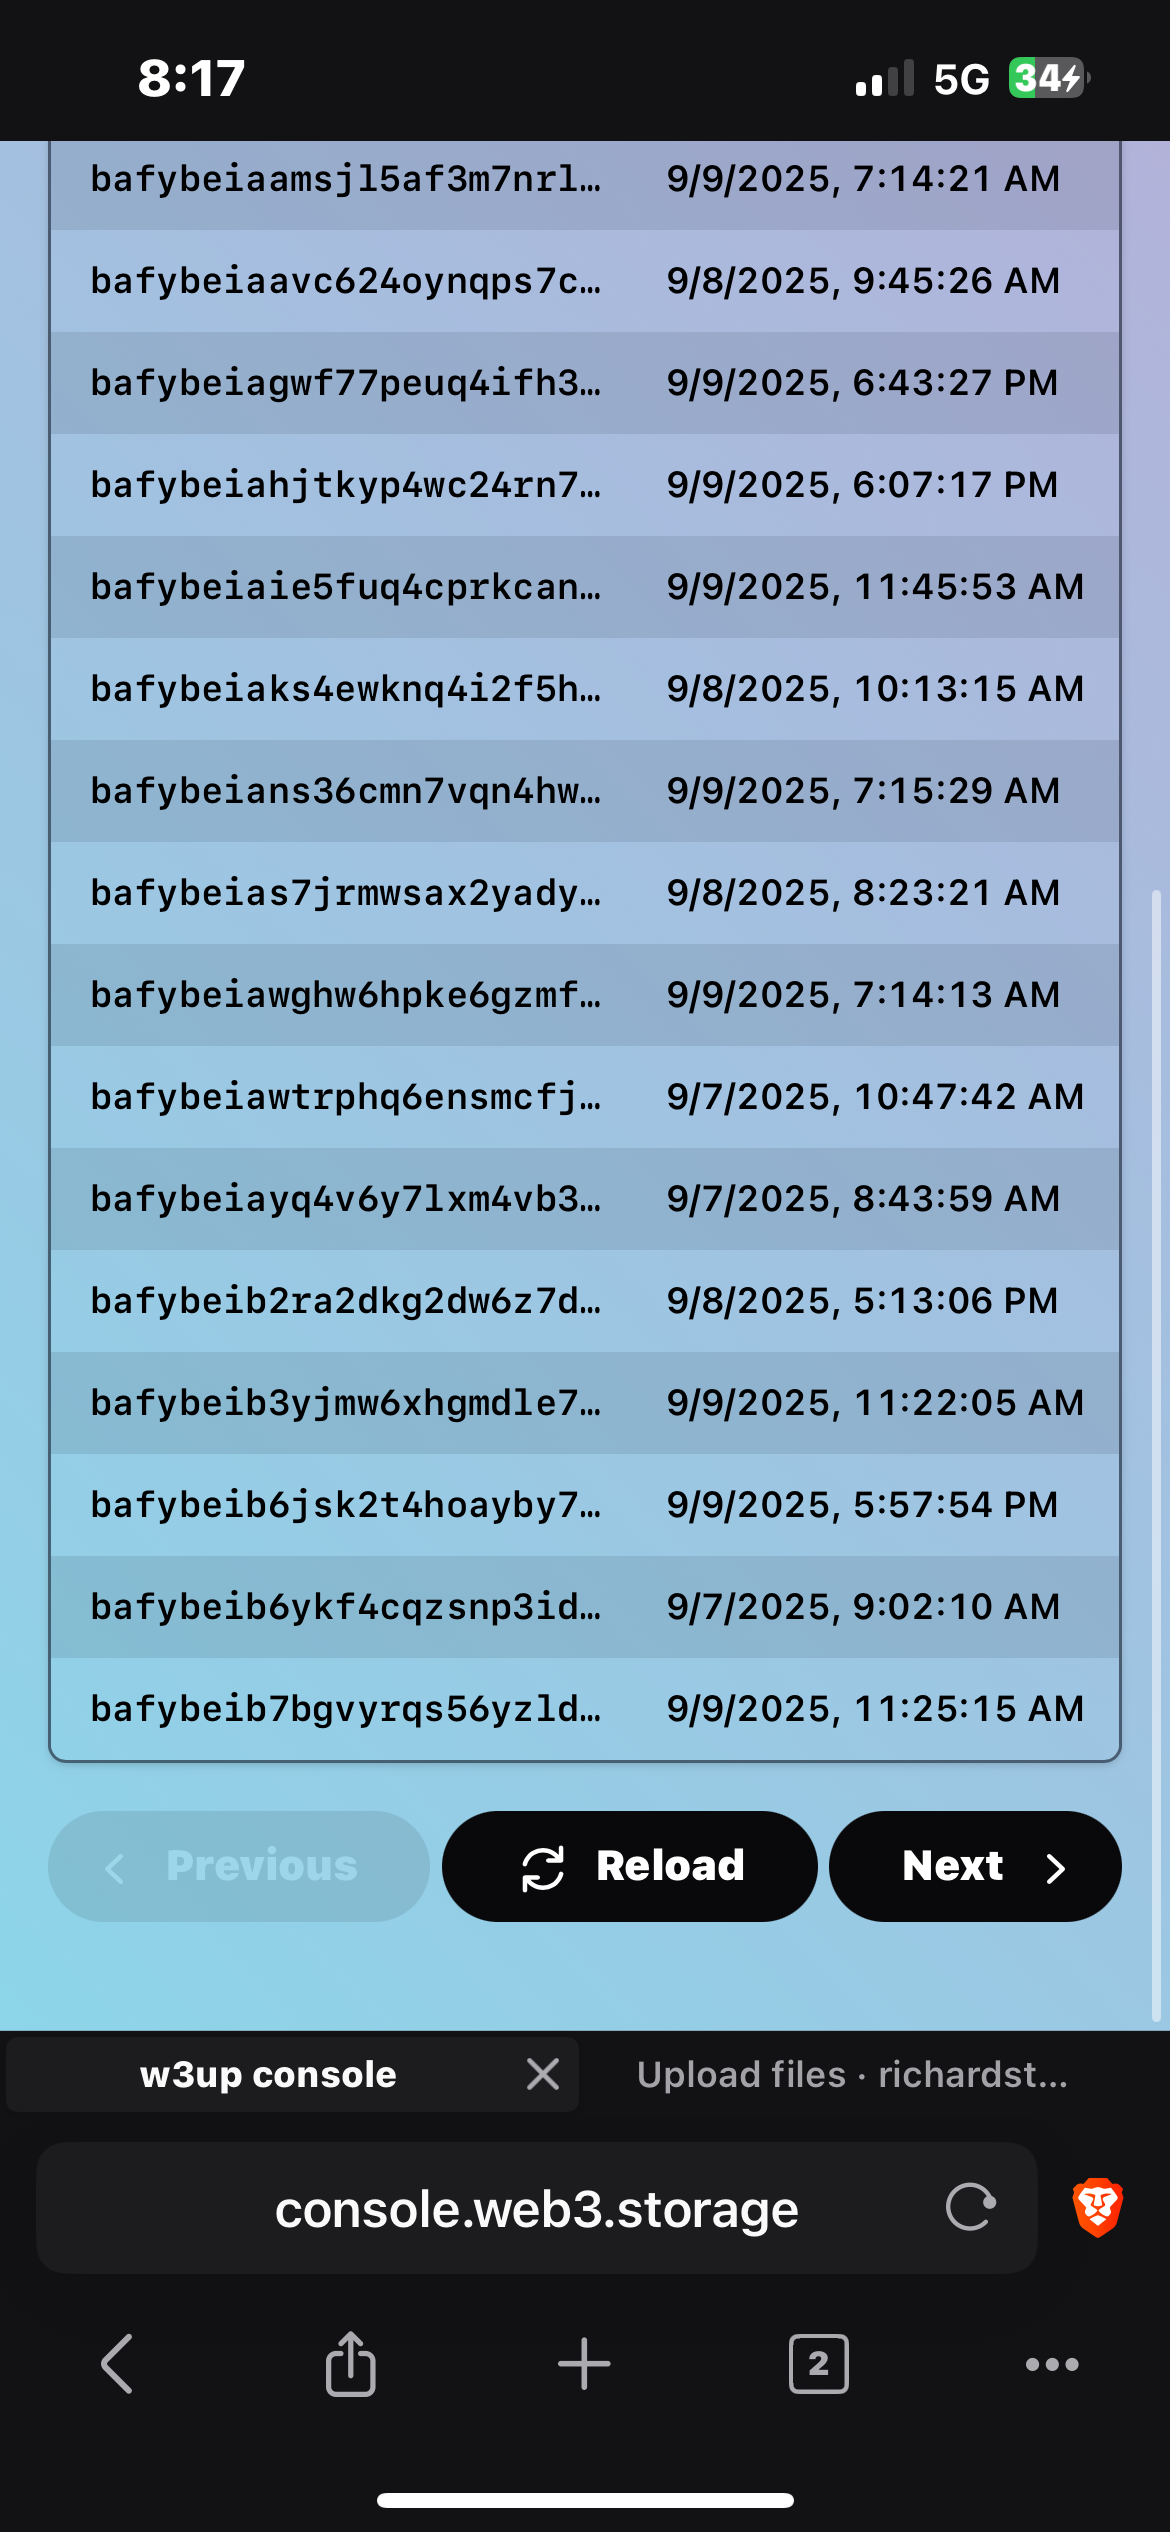 8:17
5G 34
bafybeiaamsjl5af3m7nrl… 9/9/2025, 7:14:21 AM
bafybeiaavc624oynqps7c… 9/8/2025, 9:45:26 AM
bafybeiagwf77peuq4ifh3… 9/9/2025, 6:43:27 PM
bafybeiahjtkyp4wc24rn7… 9/9/2025, 6:07:17 PM
bafybeiaie5fuq4cprkcan… 9/9/2025, 11:45:53 AM
bafybeiaks4ewknq4i2f5h… 9/8/2025, 10:13:15 AM
bafybeians36cmn7vqn4hw… 9/9/2025, 7:15:29 AM
bafybeias7jrmwsax2yady… 9/8/2025, 8:23:21 AM
bafybeiawghw6hpke6gzmf… 9/9/2025, 7:14:13 AM
bafybeiawtrphq6ensmcfj… 9/7/2025, 10:47:42 AM
bafybeiayq4v6y7lxm4vb3… 9/7/2025, 8:43:59 AM
bafybeib2ra2dkg2dw6z7d… 9/8/2025, 5:13:06 PM
bafybeib3yjmw6xhgmdle7… 9/9/2025, 11:22:05 AM
bafybeib6jsk2t4hoayby7… 9/9/2025, 5:57:54 PM
bafybeib6ykf4cqzsnp3id… 9/7/2025, 9:02:10 AM
bafybeib7bgvyrqs56yzld… 9/9/2025, 11:25:15 AM
Previous Reload Next
w3up console Upload files · richardst...
console.web3.storage
2